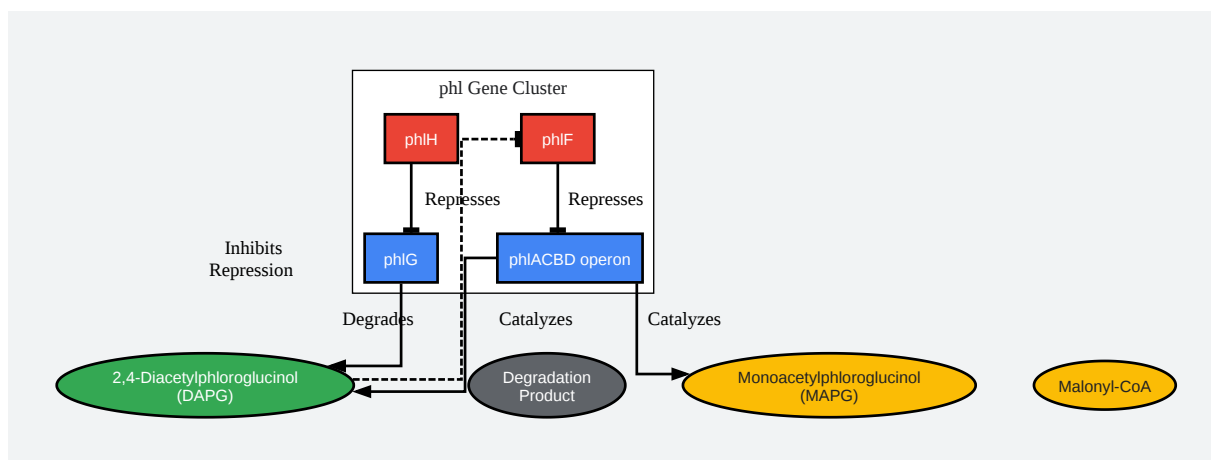 phl Gene Cluster
phlH
phlF
Represses
Represses
Inhibits
Repression
phlG
phlACBD operon
Degrades
Catalyzes
Catalyzes
2,4-Diacetylphloroglucinol
(DAPG)
Degradation
Product
Monoacetylphloroglucinol
(MAPG)
Malonyl-CoA